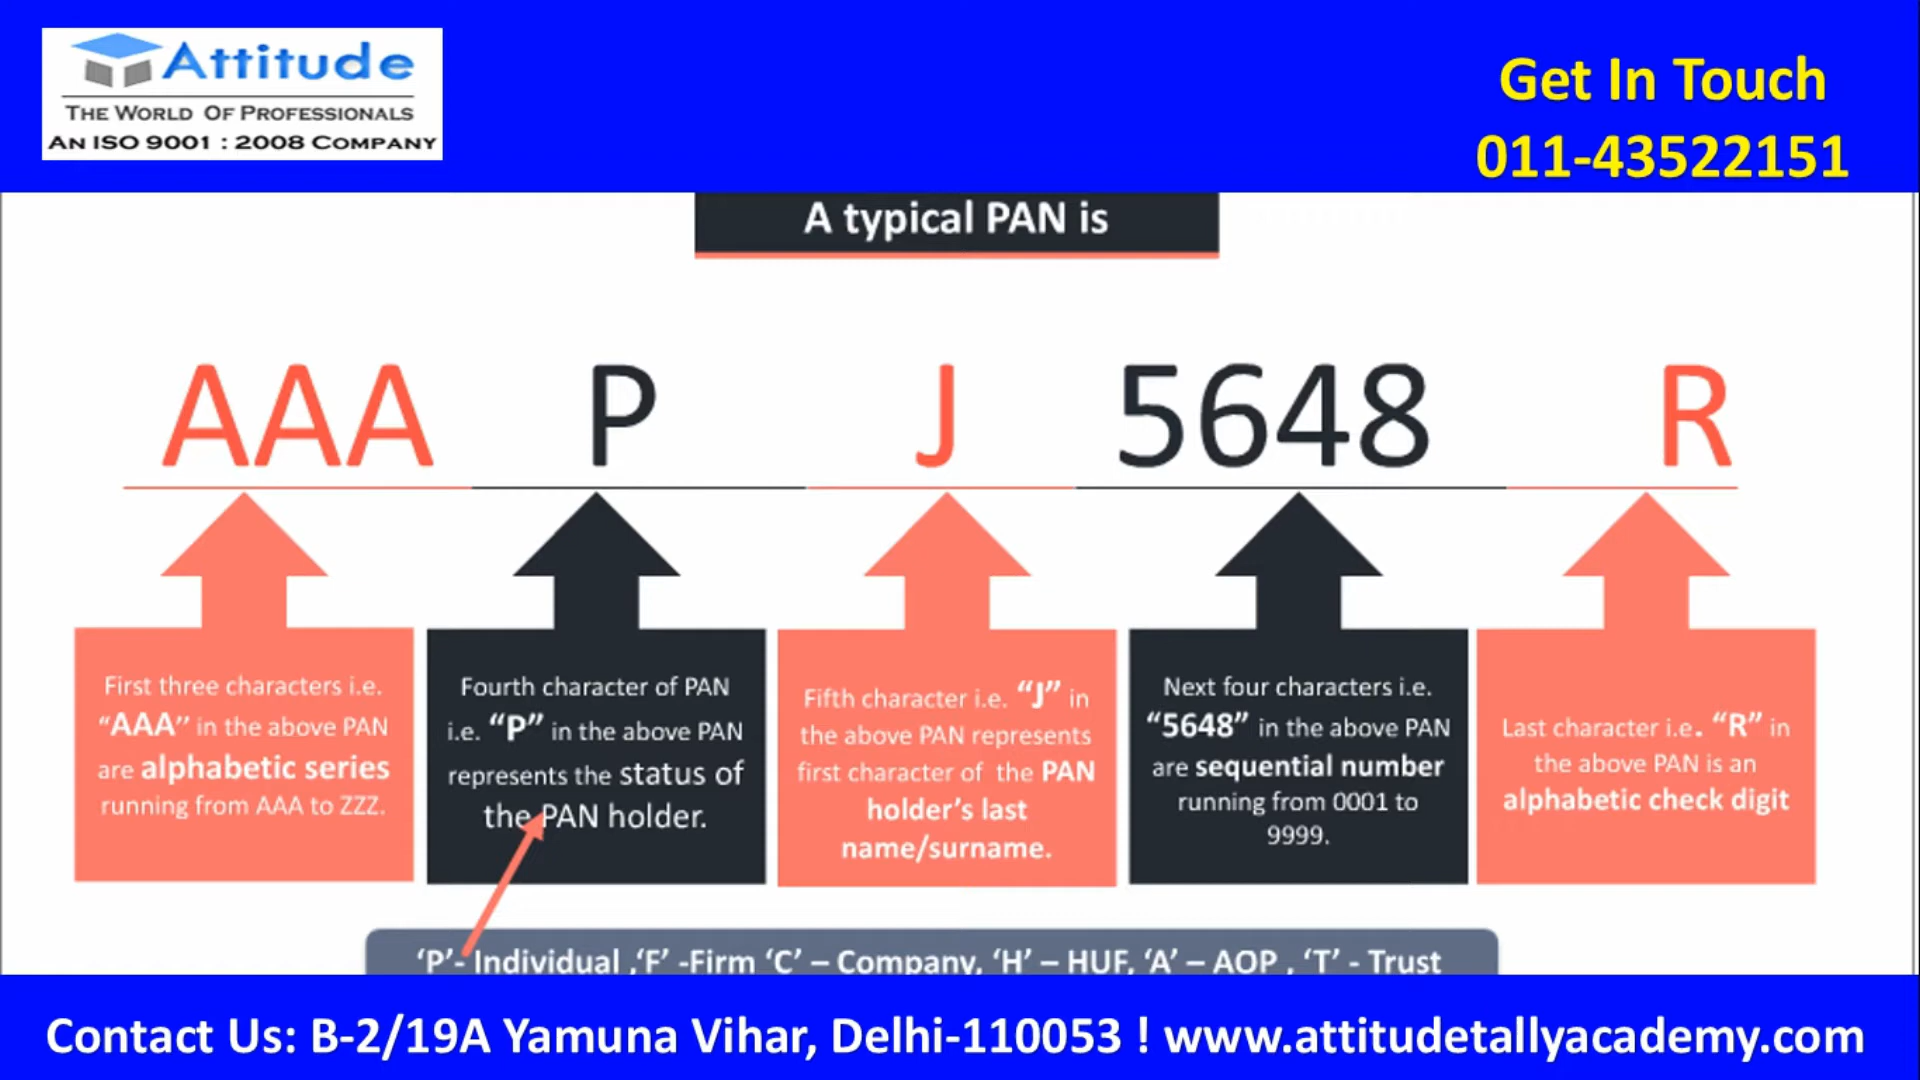 Attitude
THE WORLD OF PROFESSIONALS
AN ISO 9001 : 2008 COMPANY
Get In Touch
011-43522151
A typical PAN is
AAA P J 5648 R
First three characters i.e.
“AAA” in the above PAN
are alphabetic series
running from AAA to ZZZ.
Fourth character of PAN
i.e. “P” in the above PAN
represents the status of
the PAN holder.
Fifth character i.e. “J” in
the above PAN represents
first character of the PAN
holder’s last
name/surname.
Next four characters i.e.
“5648” in the above PAN
are sequential number
running from 0001 to
9999.
Last character i.e. “R” in
the above PAN is an
alphabetic check digit
‘P’- Individual ,‘F’ -Firm ‘C’ – Company, ‘H’ – HUF, ‘A’ – AOP , ‘T’ - Trust
Contact Us: B-2/19A Yamuna Vihar, Delhi-110053 ! www.attitudetallyacademy.com